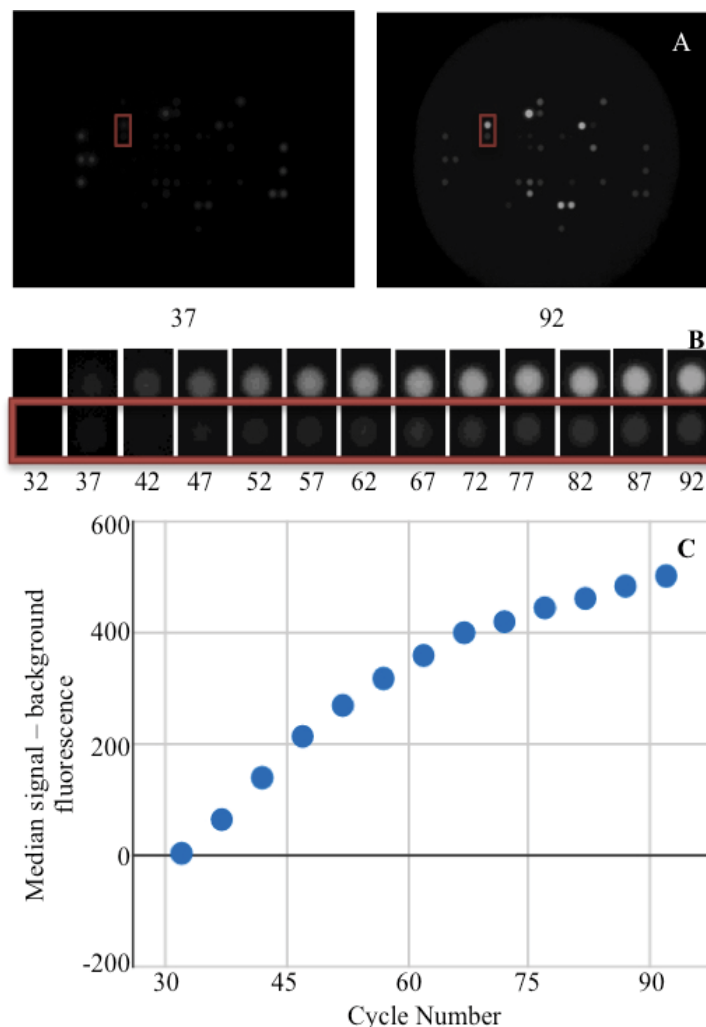 A
37 92
B
32 37 42 47 52 57 62 67 72 77 82 87 92
600
C
400
200
0
-200
Median signal – background
fluorescence
30 45 60 75 90
Cycle Number